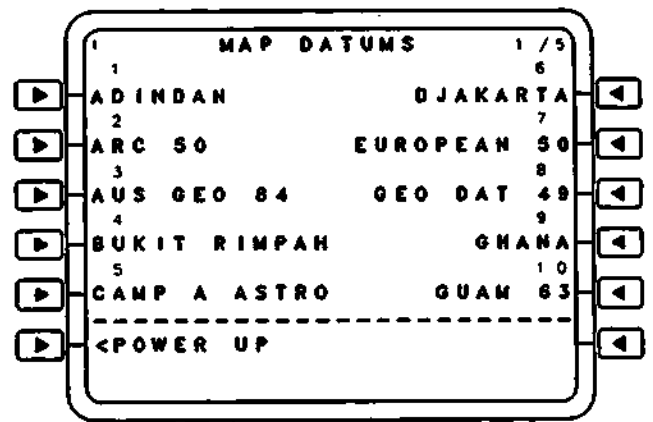 1 MAP DATUMS 1/5
1 6
ADINDAN DJAKARTA
2 7
ARC 50 EUROPEAN 50
3 8
AUS GEO 84 GEO DAT 49
4 9
BUKIT RIMPAH GHANA
5 10
CAMP A ASTRO GUAM 63
<POWER UP